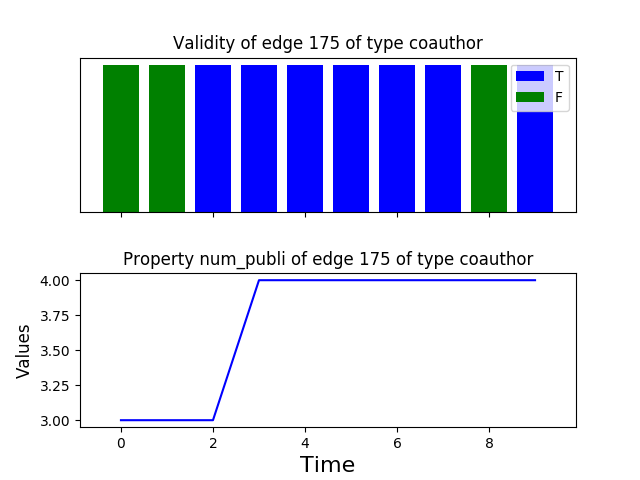 Validity of edge 175 of type coauthor
T
F
Property num_publi of edge 175 of type coauthor
Values
4.00
3.75
3.50
3.25
3.00
0 2 4 6 8
Time